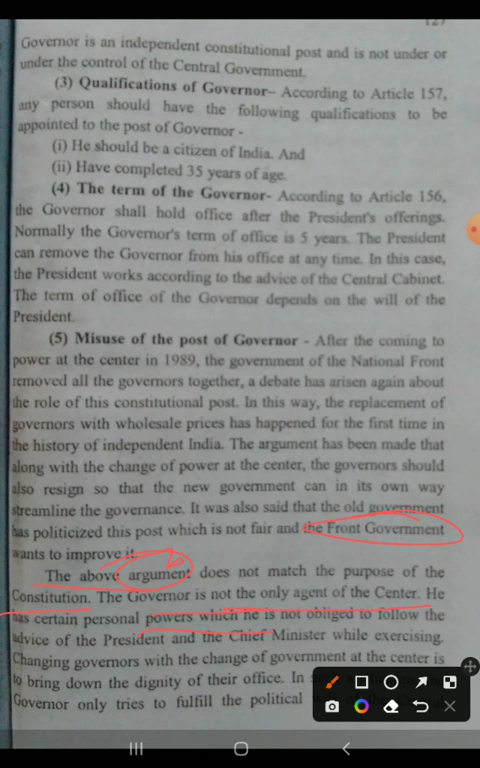 127
Governor is an independent constitutional post and is not under or
under the control of the Central Government.
(3) Qualifications of Governor– According to Article 157,
any person should have the following qualifications to be
appointed to the post of Governor -
(i) He should be a citizen of India. And
(ii) Have completed 35 years of age.
(4) The term of the Governor- According to Article 156,
the Governor shall hold office after the President's offerings.
Normally the Governor's term of office is 5 years. The President
can remove the Governor from his office at any time. In this case,
the President works according to the advice of the Central Cabinet.
The term of office of the Governor depends on the will of the
President.
(5) Misuse of the post of Governor - After the coming to
power at the center in 1989, the government of the National Front
removed all the governors together, a debate has arisen again about
the role of this constitutional post. In this way, the replacement of
governors with wholesale prices has happened for the first time in
the history of independent India. The argument has been made that
along with the change of power at the center, the governors should
also resign so that the new government can in its own way
streamline the governance. It was also said that the old government
has politicized this post which is not fair and the Front Government
wants to improve it.
The above argument does not match the purpose of the
Constitution. The Governor is not the only agent of the Center. He
has certain personal powers which he is not obliged to follow the
advice of the President and the Chief Minister while exercising.
Changing governors with the change of government at the center is
to bring down the dignity of their office. In
Governor only tries to fulfill the political